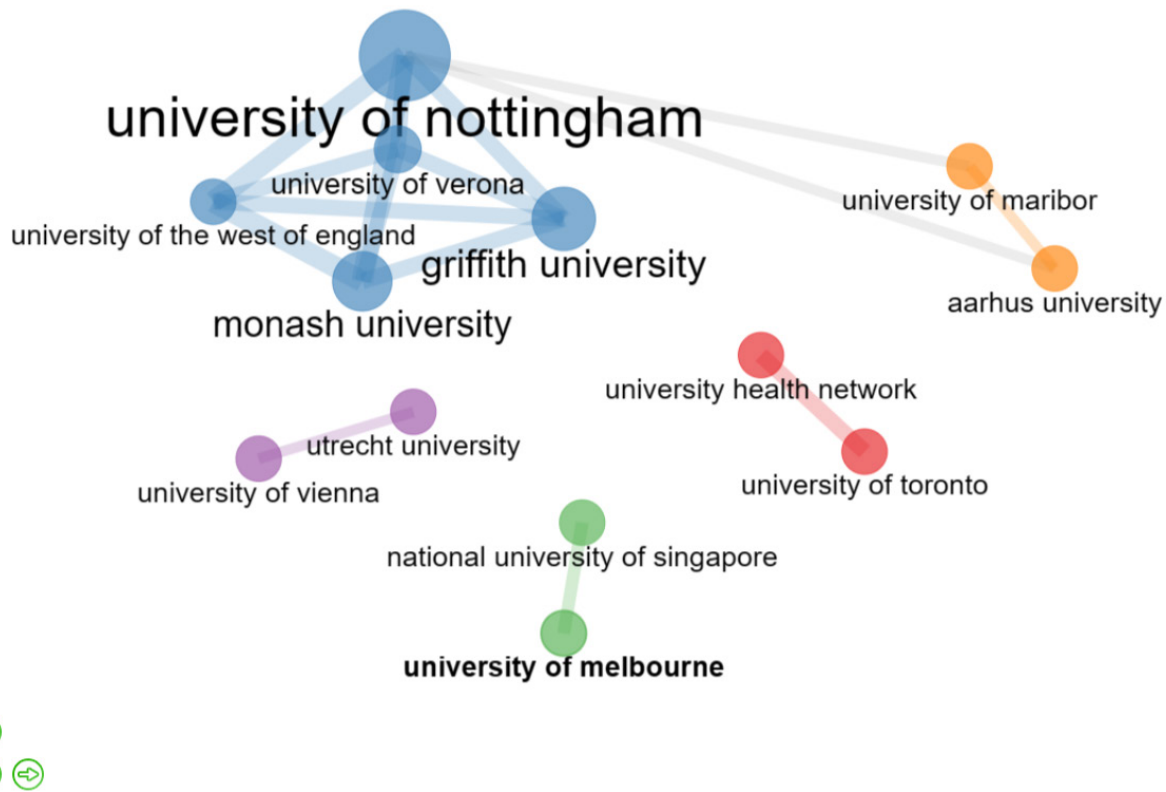 university of nottingham
university of verona
university of maribor
university of the west of england
griffith university
aarhus university
monash university
university health network
utrecht university
university of toronto
university of vienna
national university of singapore
university of melbourne